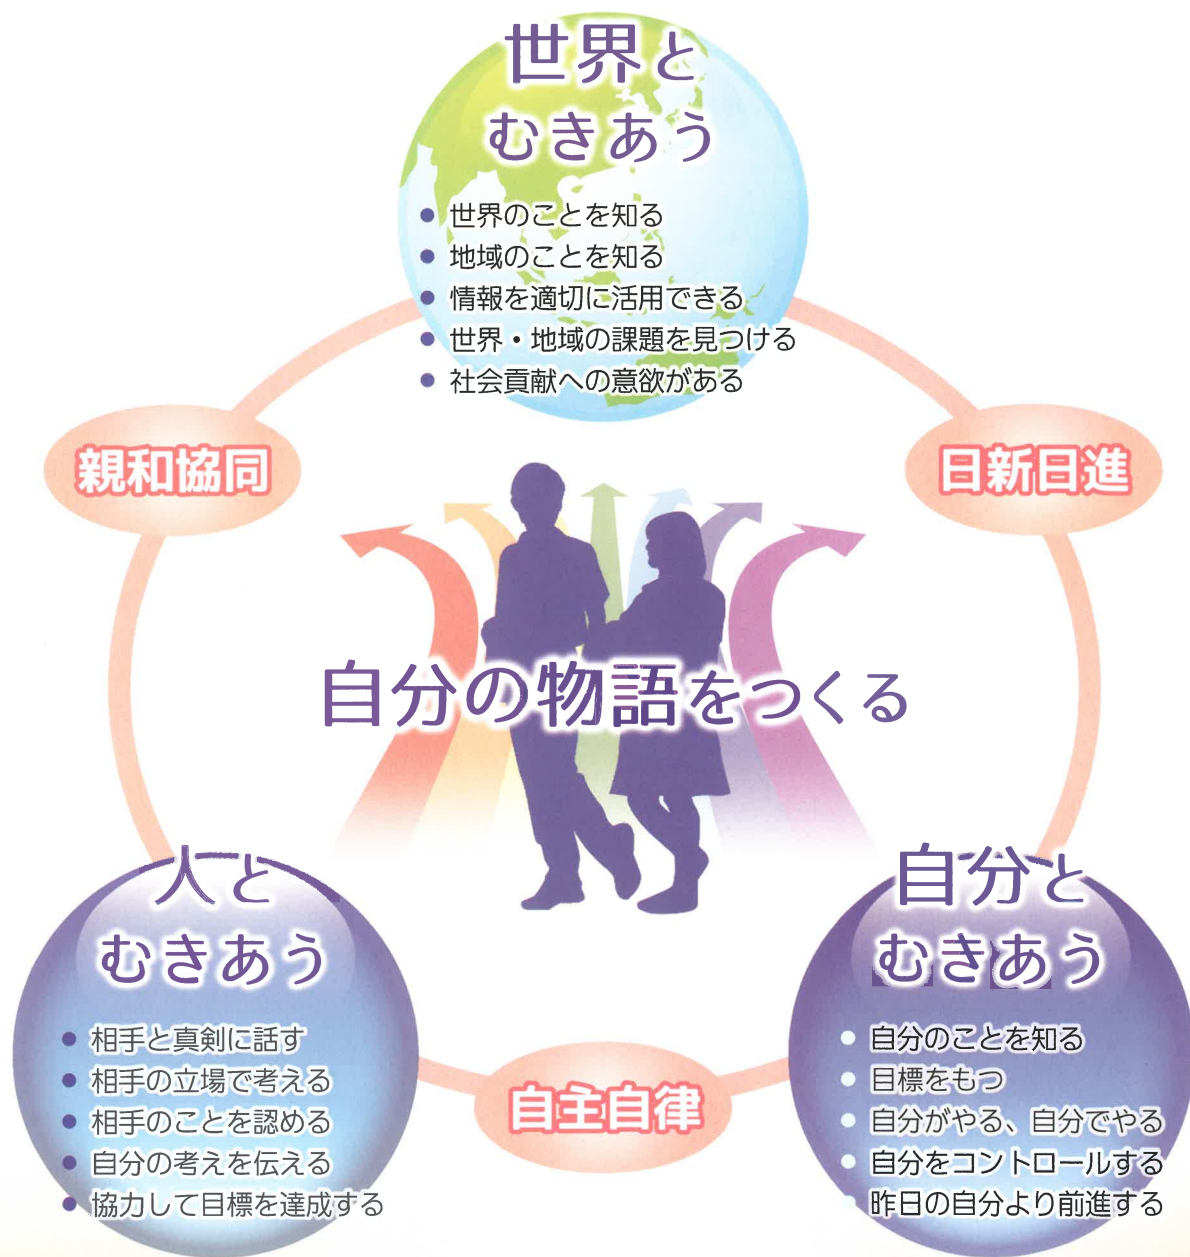 世界と
むきあう
● 世界のことを知る
● 地域のことを知る
● 情報を適切に活用できる
● 世界・地域の課題を見つける
● 社会貢献への意欲がある
親和協同
日新日進
自分の物語をつくる
人と
むきあう
● 相手と真剣に話す
● 相手の立場で考える
● 相手のことを認める
● 自分の考えを伝える
● 協力して目標を達成する
自主自律
自分と
むきあう
● 自分のことを知る
● 目標をもつ
● 自分がやる、自分でやる
● 自分をコントロールする
● 昨日の自分より前進する